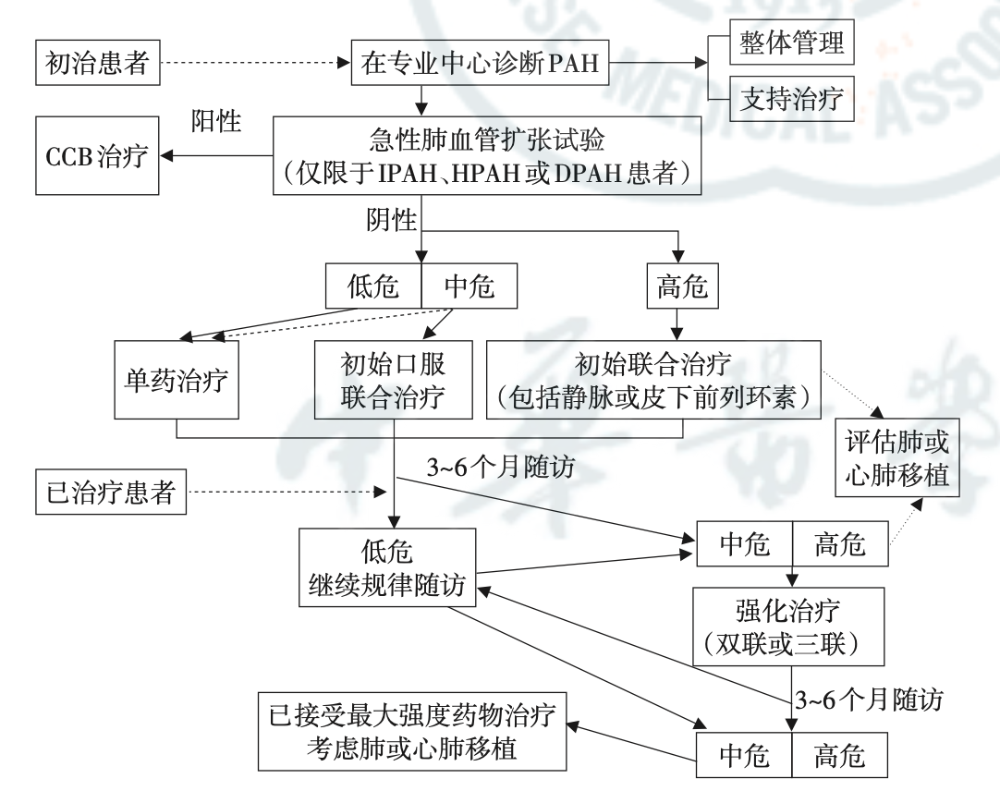 1915
SE MEDICAL ASSOC
整体管理
初治患者
在专业中心诊断PAH
支持治疗
阳性
CCB治疗
急性肺血管扩张试验
（仅限于IPAH、HPAH或DPAH患者）
阴性
低危
中危
高危
单药治疗
初始口服
联合治疗
初始联合治疗
（包括静脉或皮下前列环素）
评估肺或
心肺移植
3~6个月随访
已治疗患者
低危
继续规律随访
中危
高危
强化治疗
（双联或三联）
3~6个月随访
已接受最大强度药物治疗
考虑肺或心肺移植
中危
高危
中华医学